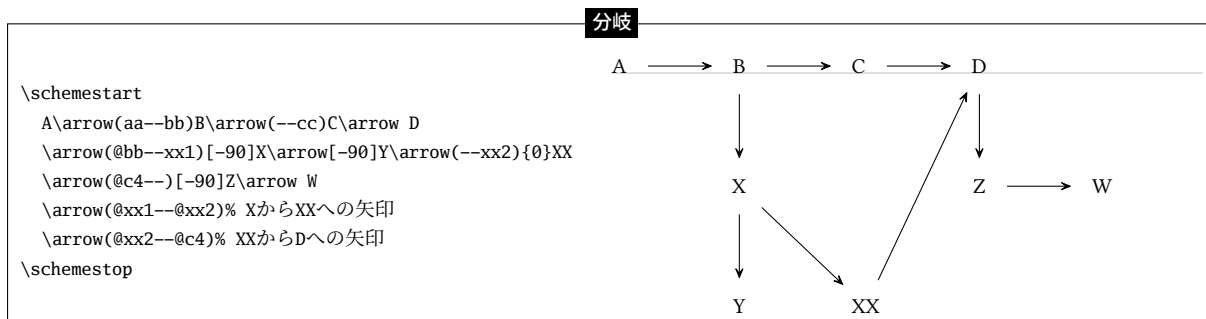 分岐
\schemestart
A\arrow(aa--bb)B\arrow(--cc)C\arrow D
\arrow(@bb--xx1)[-90]X\arrow[-90]Y\arrow(--xx2){0}XX
\arrow(@c4--)[-90]Z\arrow W
\arrow(@xx1--@xx2)% XからXXへの矢印
\arrow(@xx2--@c4)% XXからDへの矢印
\schemestop
A B C D
X Z W
Y XX